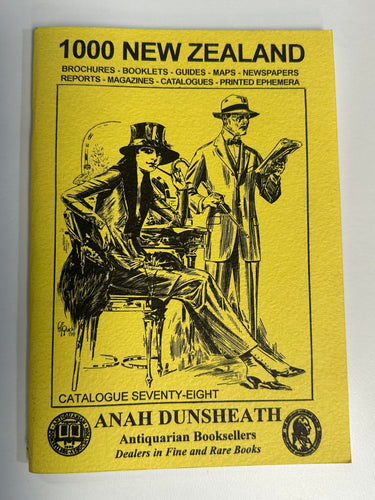 1000 NEW ZEALAND
BROCHURES - BOOKLETS - GUIDES - MAPS - NEWSPAPERS
REPORTS - MAGAZINES - CATALOGUES - PRINTED EPHEMERA
CATALOGUE SEVENTY-EIGHT
ANAH DUNSHEATH
Antiquarian Booksellers
Dealers in Fine and Rare Books